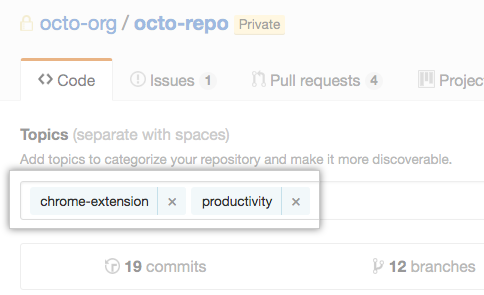 octo-org / octo-repo Private
Code Issues 1 Pull requests 4 Projec
Topics (separate with spaces)
Add topics to categorize your repository and make it more discoverable.
chrome-extension × productivity ×
19 commits 12 branches